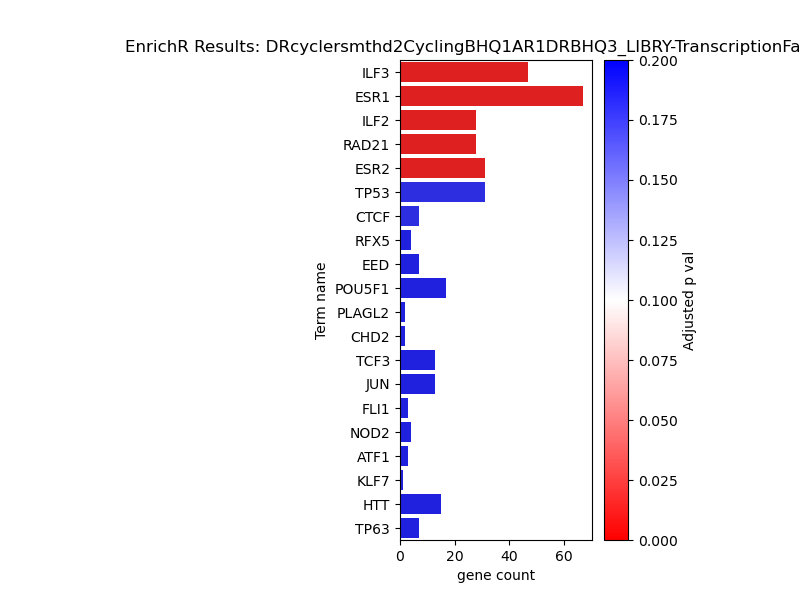 EnrichR Results: DRcyclersmthd2CyclingBHQ1AR1DRBHQ3_LIBRY-TranscriptionFa
ILF3
ESR1
ILF2
RAD21
ESR2
TP53
CTCF
RFX5
EED
POU5F1
PLAGL2
CHD2
TCF3
JUN
FLI1
NOD2
ATF1
KLF7
HTT
TP63
Term name
0 20 40 60
gene count
0.200
0.175
0.150
0.125
0.100
0.075
0.050
0.025
0.000
Adjusted p val